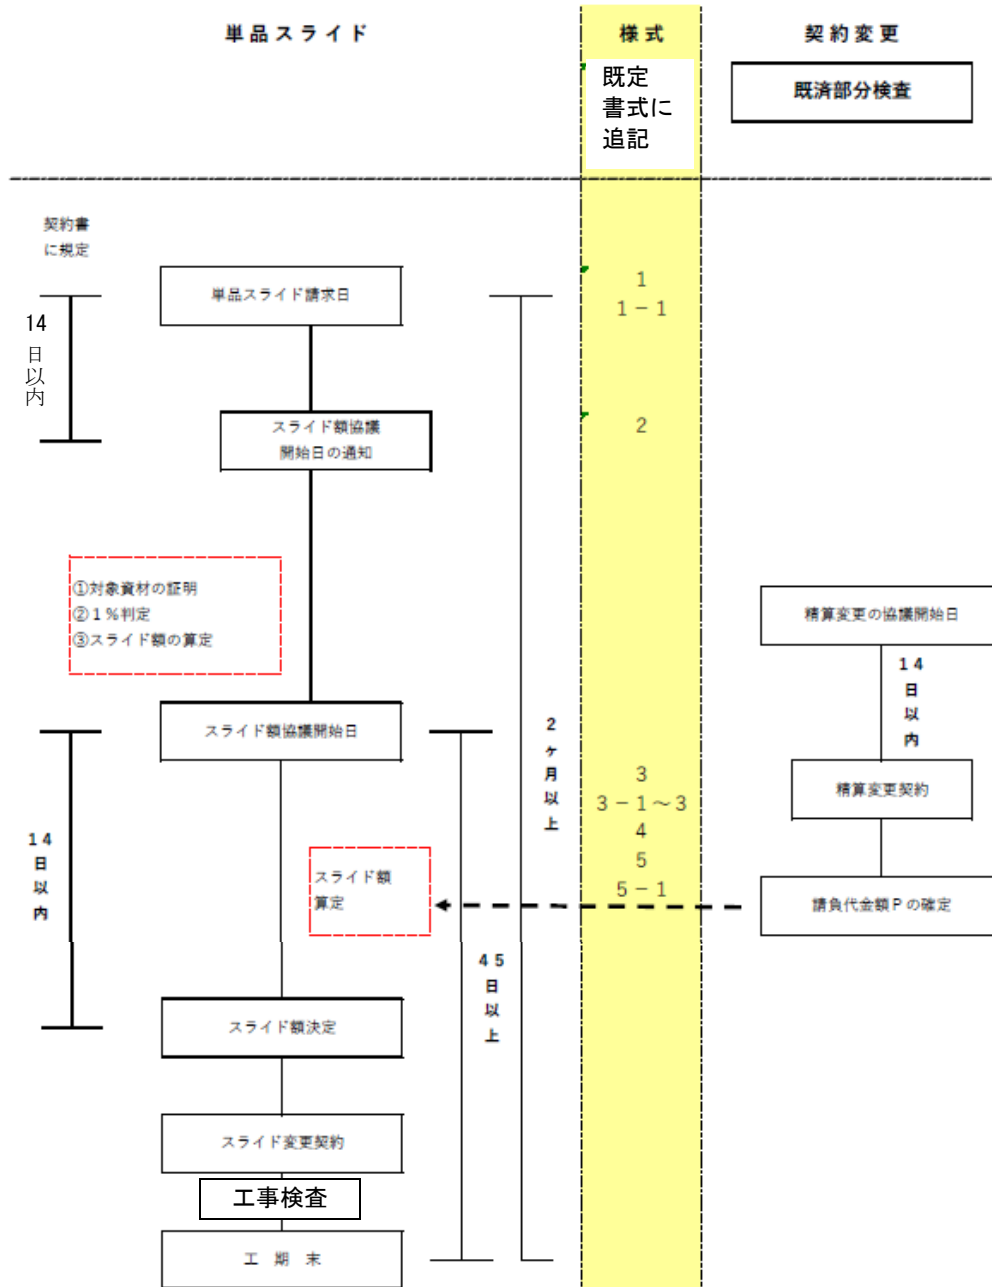 単品スライド
様式
契約変更
既定
書式に
追記
既済部分検査
契約書
に規定
14
日以内
単品スライド請求日
1
1-1
スライド額協議
開始日の通知
2
①対象資材の証明
②1%判定
③スライド額の算定
精算変更の協議開始日
14日以内
スライド額協議開始日
2ヶ月以上
3
3-1~3
4
5
5-1
精算変更契約
14日以内
スライド額
算定
請負代金額Pの確定
45日以上
スライド額決定
スライド変更契約
工事検査
工期末